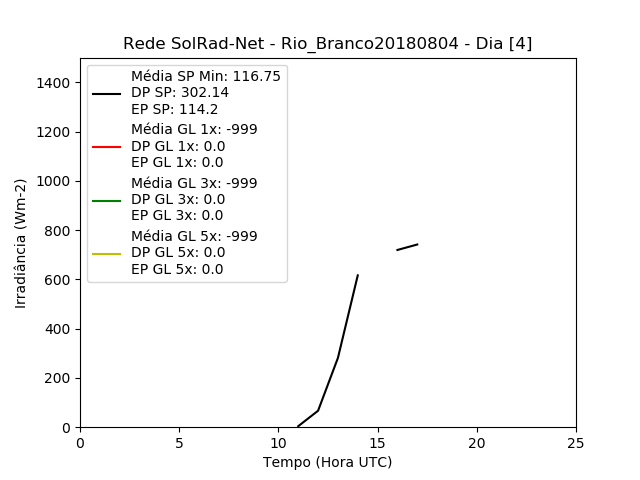 Rede SolRad-Net - Rio_Branco20180804 - Dia [4]
Média SP Min: 116.75
DP SP: 302.14
EP SP: 114.2
Média GL 1x: -999
DP GL 1x: 0.0
EP GL 1x: 0.0
Média GL 3x: -999
DP GL 3x: 0.0
EP GL 3x: 0.0
Média GL 5x: -999
DP GL 5x: 0.0
EP GL 5x: 0.0
Irradiância (Wm-2)
1400
1200
1000
800
600
400
200
0
0 5 10 15 20 25
Tempo (Hora UTC)